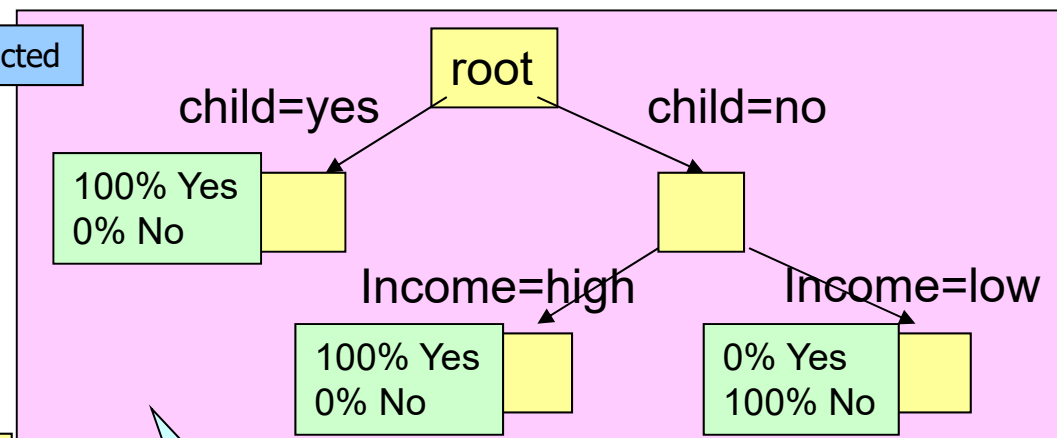 cted
root
child=yes
child=no
100% Yes
0% No
Income=high
Income=low
100% Yes
0% No
0% Yes
100% No